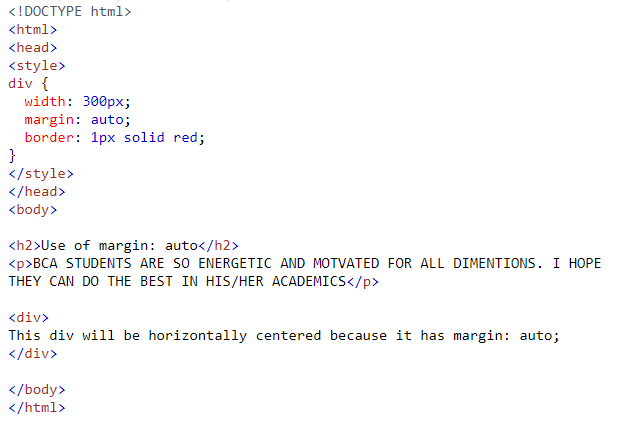 <!DOCTYPE html>
<html>
<head>
<style>
div {
  width: 300px;
  margin: auto;
  border: 1px solid red;
}
</style>
</head>
<body>

<h2>Use of margin: auto</h2>
<p>BCA STUDENTS ARE SO ENERGETIC AND MOTVATED FOR ALL DIMENTIONS. I HOPE
THEY CAN DO THE BEST IN HIS/HER ACADEMICS</p>

<div>
This div will be horizontally centered because it has margin: auto;
</div>

</body>
</html>